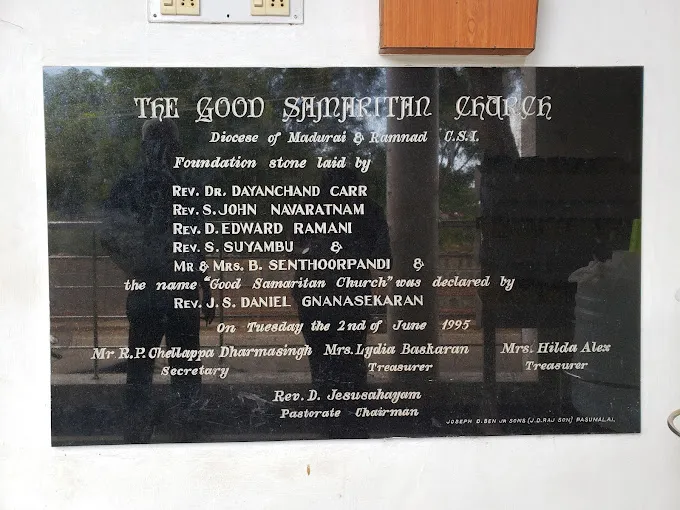 THE GOOD SAMARITAN CHURCH
Diocese of Madurai & Ramnad C.S.I.
Foundation stone laid by
REV. DR. DAYANCHAND CARR
REV. S. JOHN NAVARATNAM
REV. D. EDWARD RAMANI
REV. S. SUYAMBU &
MR & MRS. B. SENTHOORPANDI &
the name "Good Samaritan Church" was declared by
REV. J. S. DANIEL GNANASEKARAN
on Tuesday the 2nd of June 1995
Mr R.P. Chellappa Dharmasingh Mrs. Lydia Baskaran Mrs. Hilda Alex
Secretary Treasurer Treasurer
Rev. D. Jesusahayam
Pastorate Chairman
JOSEPH D. BEN JR SONS (J.D. RAJ SON) PASUMALAI.